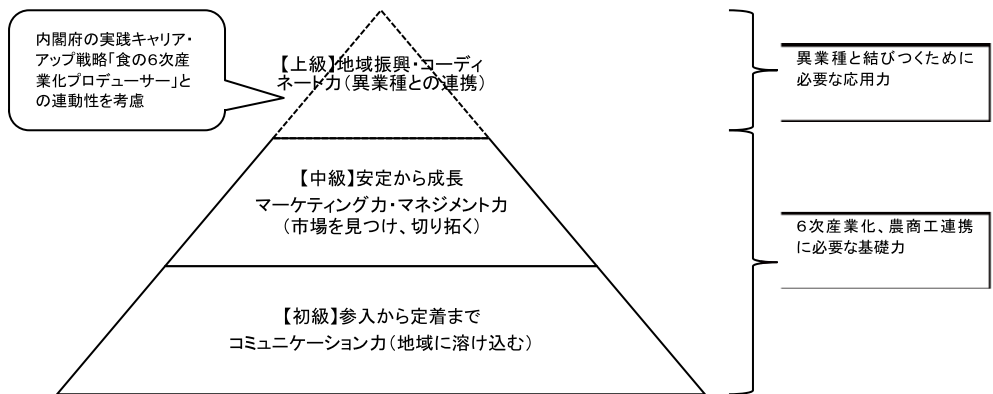 内閣府の実践キャリア・
アップ戦略「食の６次産
業化プロデューサー」と
の連動性を考慮
【上級】地域振興・コーディ
ネート力（異業種との連携）
【中級】安定から成長
マーケティング力・マネジメント力
（市場を見つけ、切り拓く）
【初級】参入から定着まで
コミュニケーション力（地域に溶け込む）
異業種と結びつくために
必要な応用力
６次産業化、農商工連携
に必要な基礎力